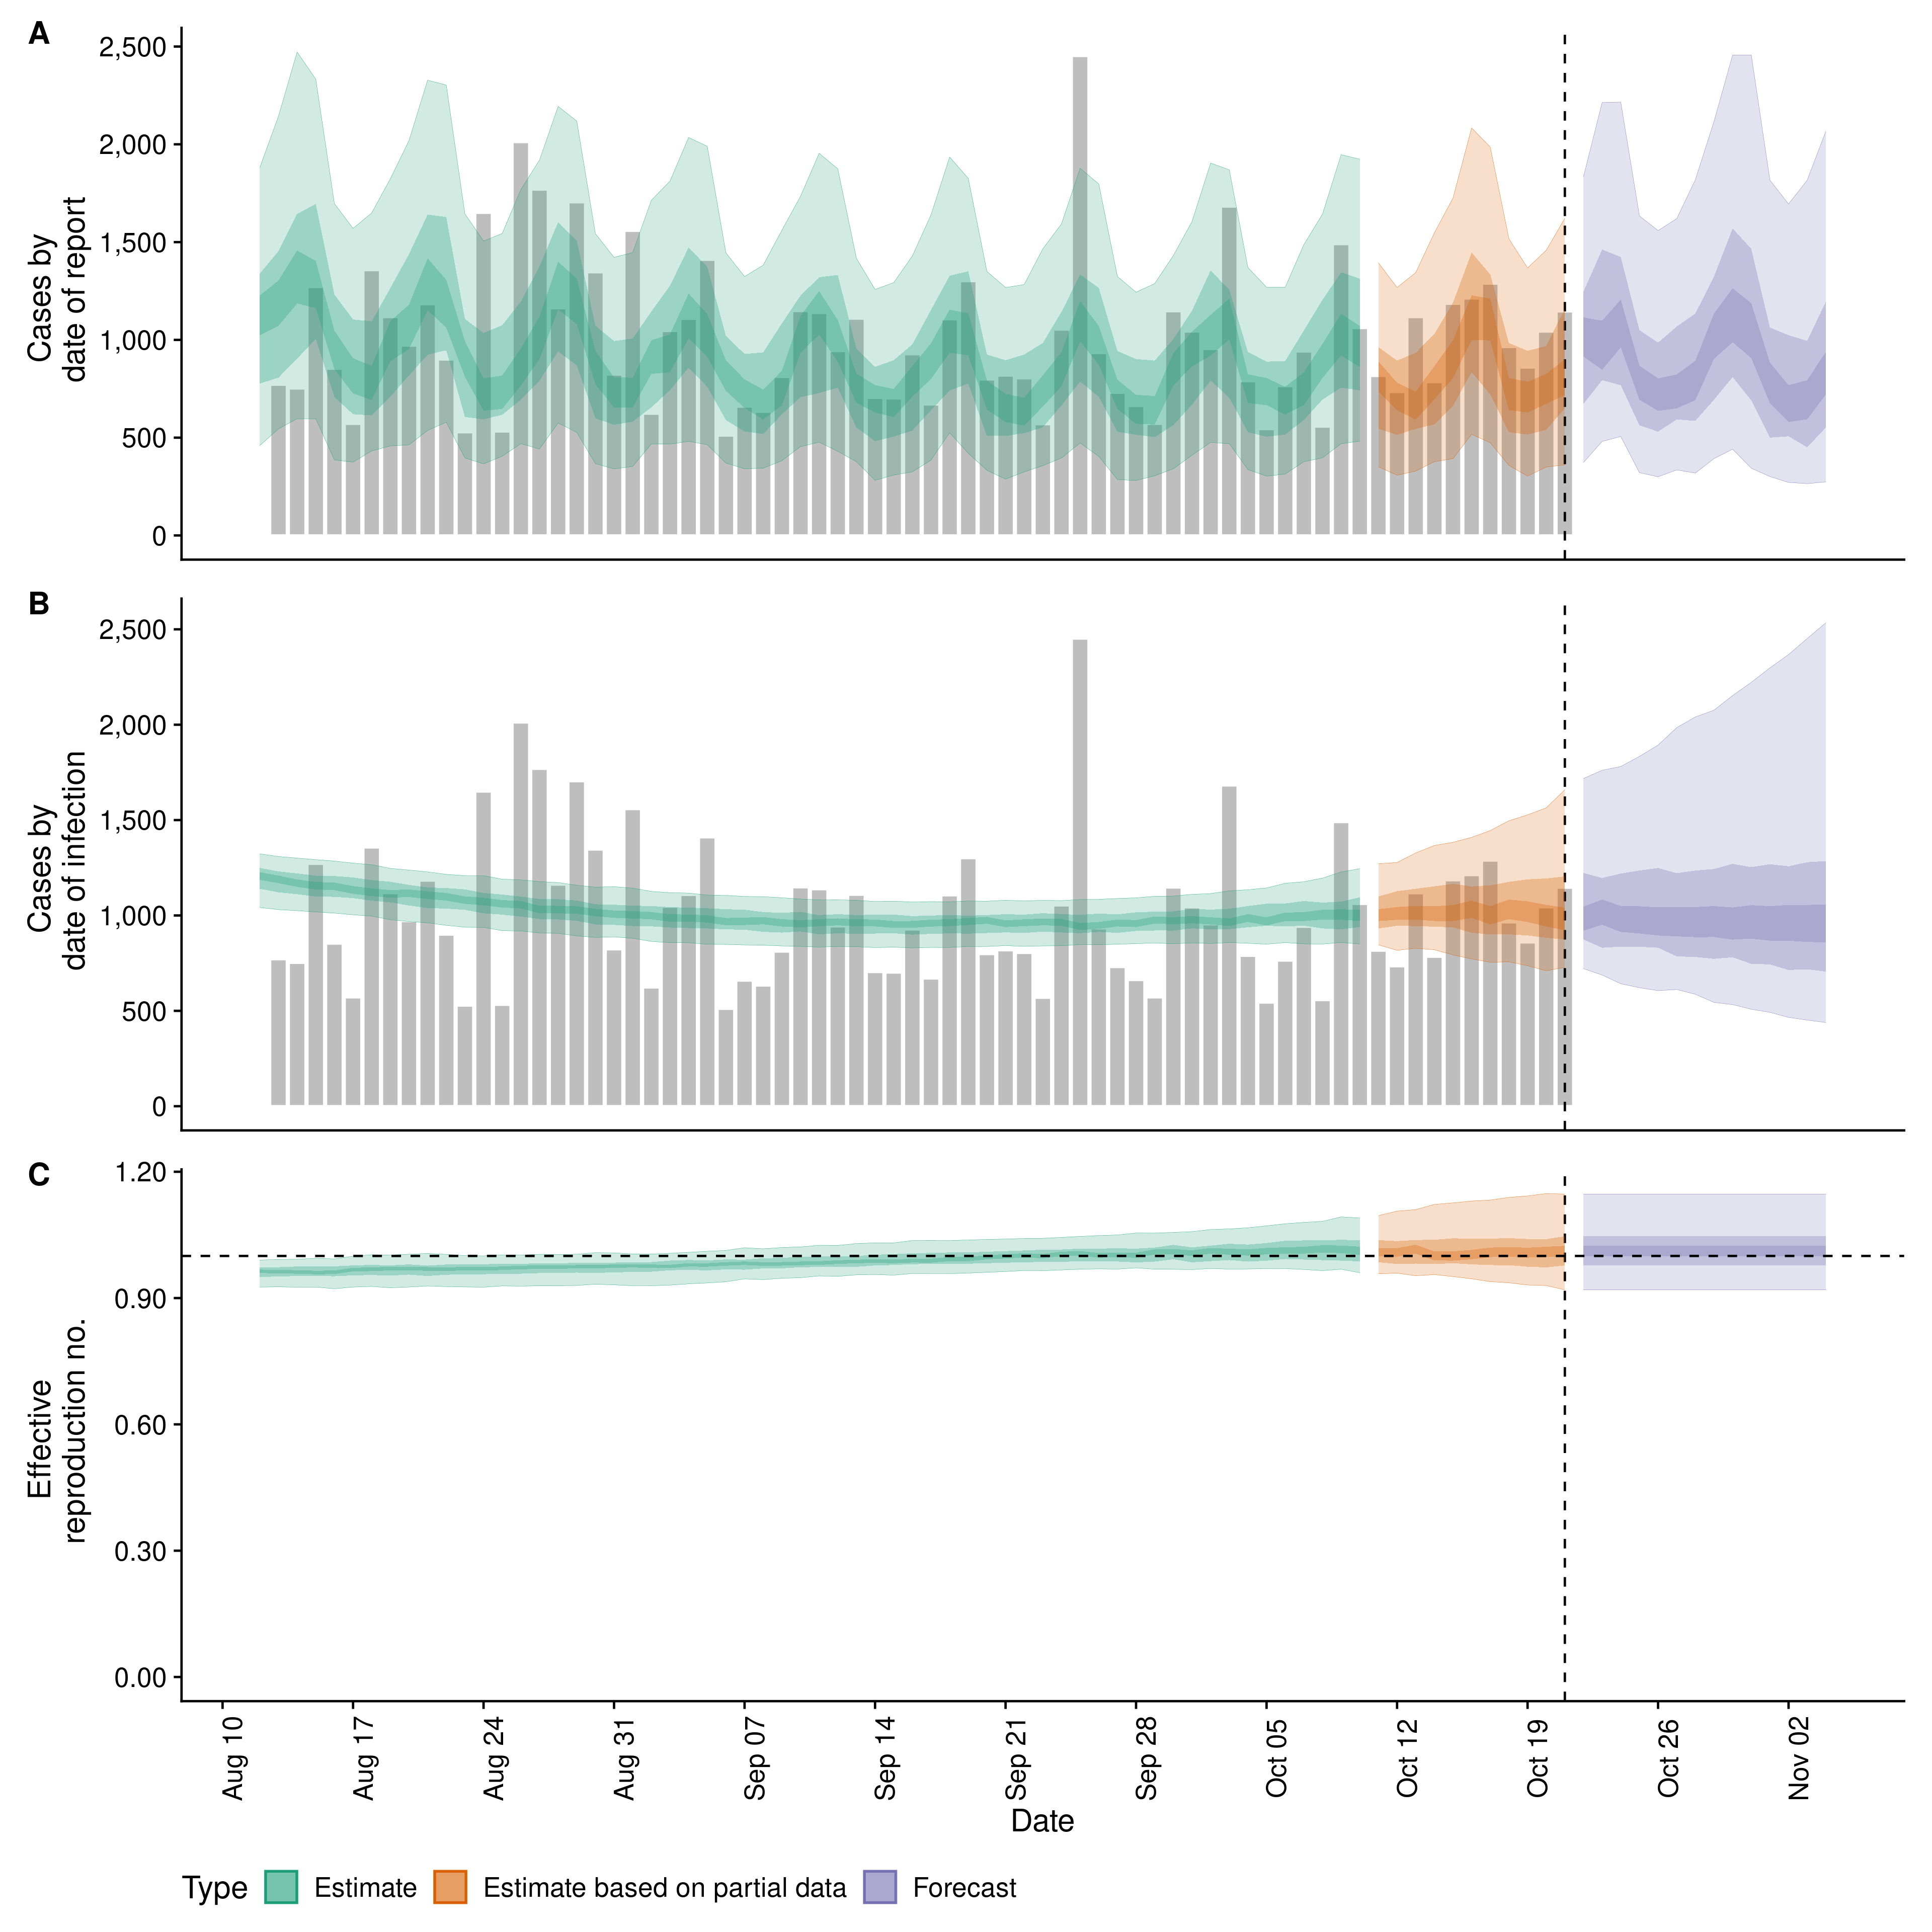 A
2,500
2,000
1,500
1,000
500
0
Cases by
date of report
B
2,500
2,000
1,500
1,000
500
0
Cases by
date of infection
C
1.20
0.90
0.60
0.30
0.00
Effective
reproduction no.
Aug 10
Aug 17
Aug 24
Aug 31
Sep 07
Sep 14
Sep 21
Sep 28
Oct 05
Oct 12
Oct 19
Oct 26
Nov 02
Date
Type Estimate Estimate based on partial data Forecast